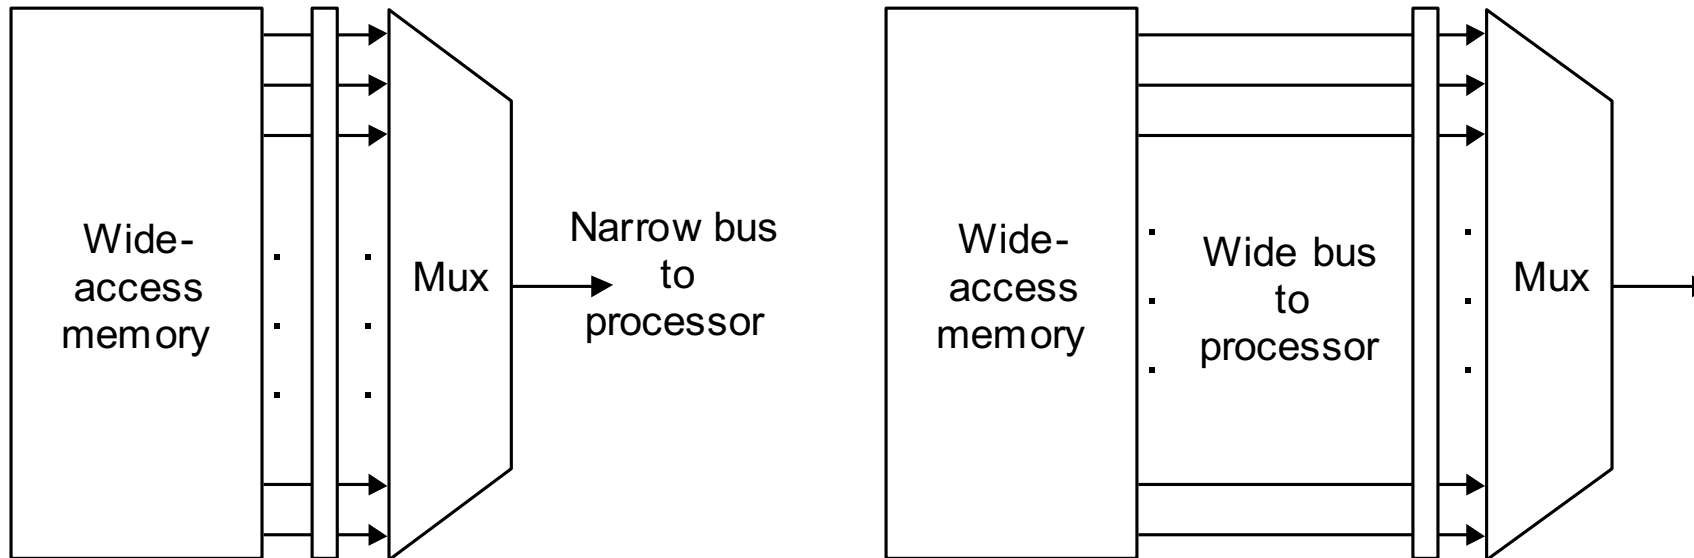 Wide-
access
memory
Mux
Narrow bus
to
processor
Wide-
access
memory
Wide bus
to
processor
Mux